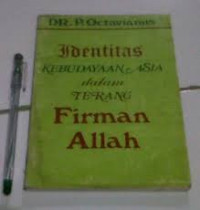 DR. P. Octavianus
Identitas
KEBUDAYAAN ASIA
dalam
TERANG
Firman
Allah